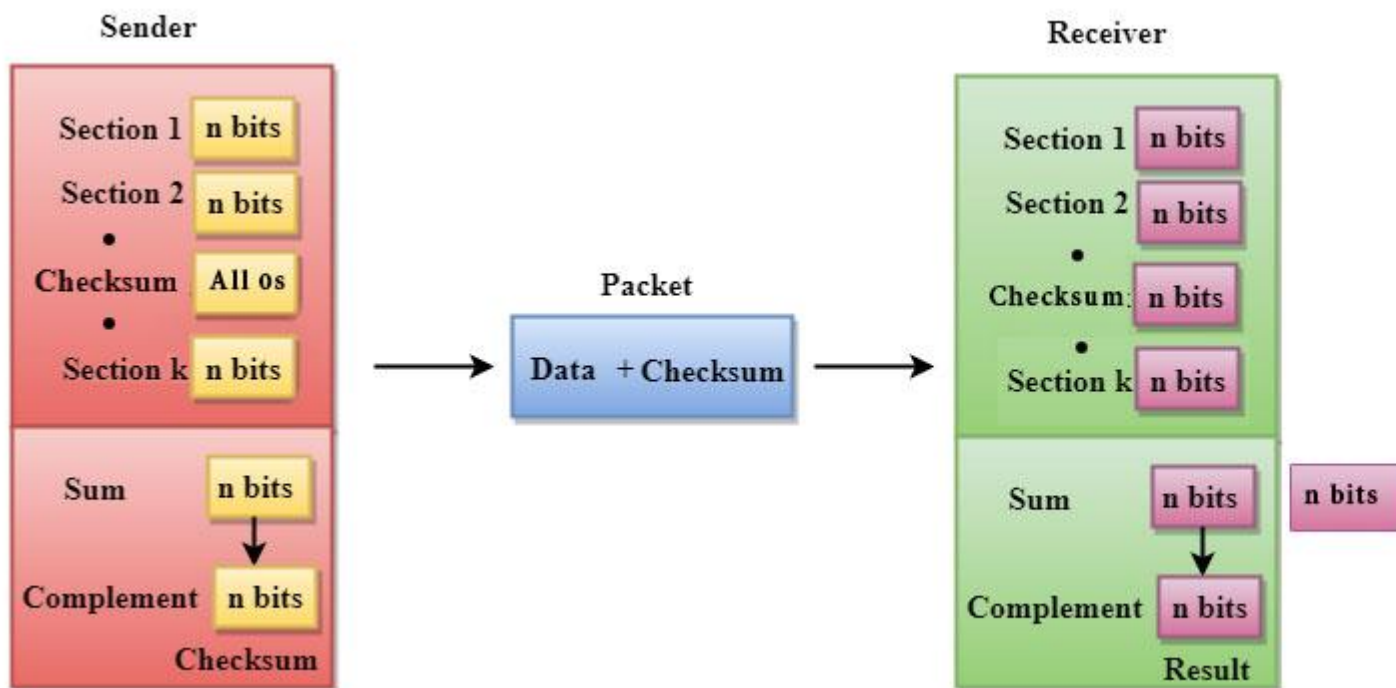 Sender
Section 1 n bits
Section 2 n bits
Checksum All 0s
Section k n bits
Sum n bits
Complement n bits
Checksum
Packet
Data + Checksum
Receiver
Section 1 n bits
Section 2 n bits
Checksum: n bits
Section k n bits
Sum n bits
n bits
Complement n bits
Result